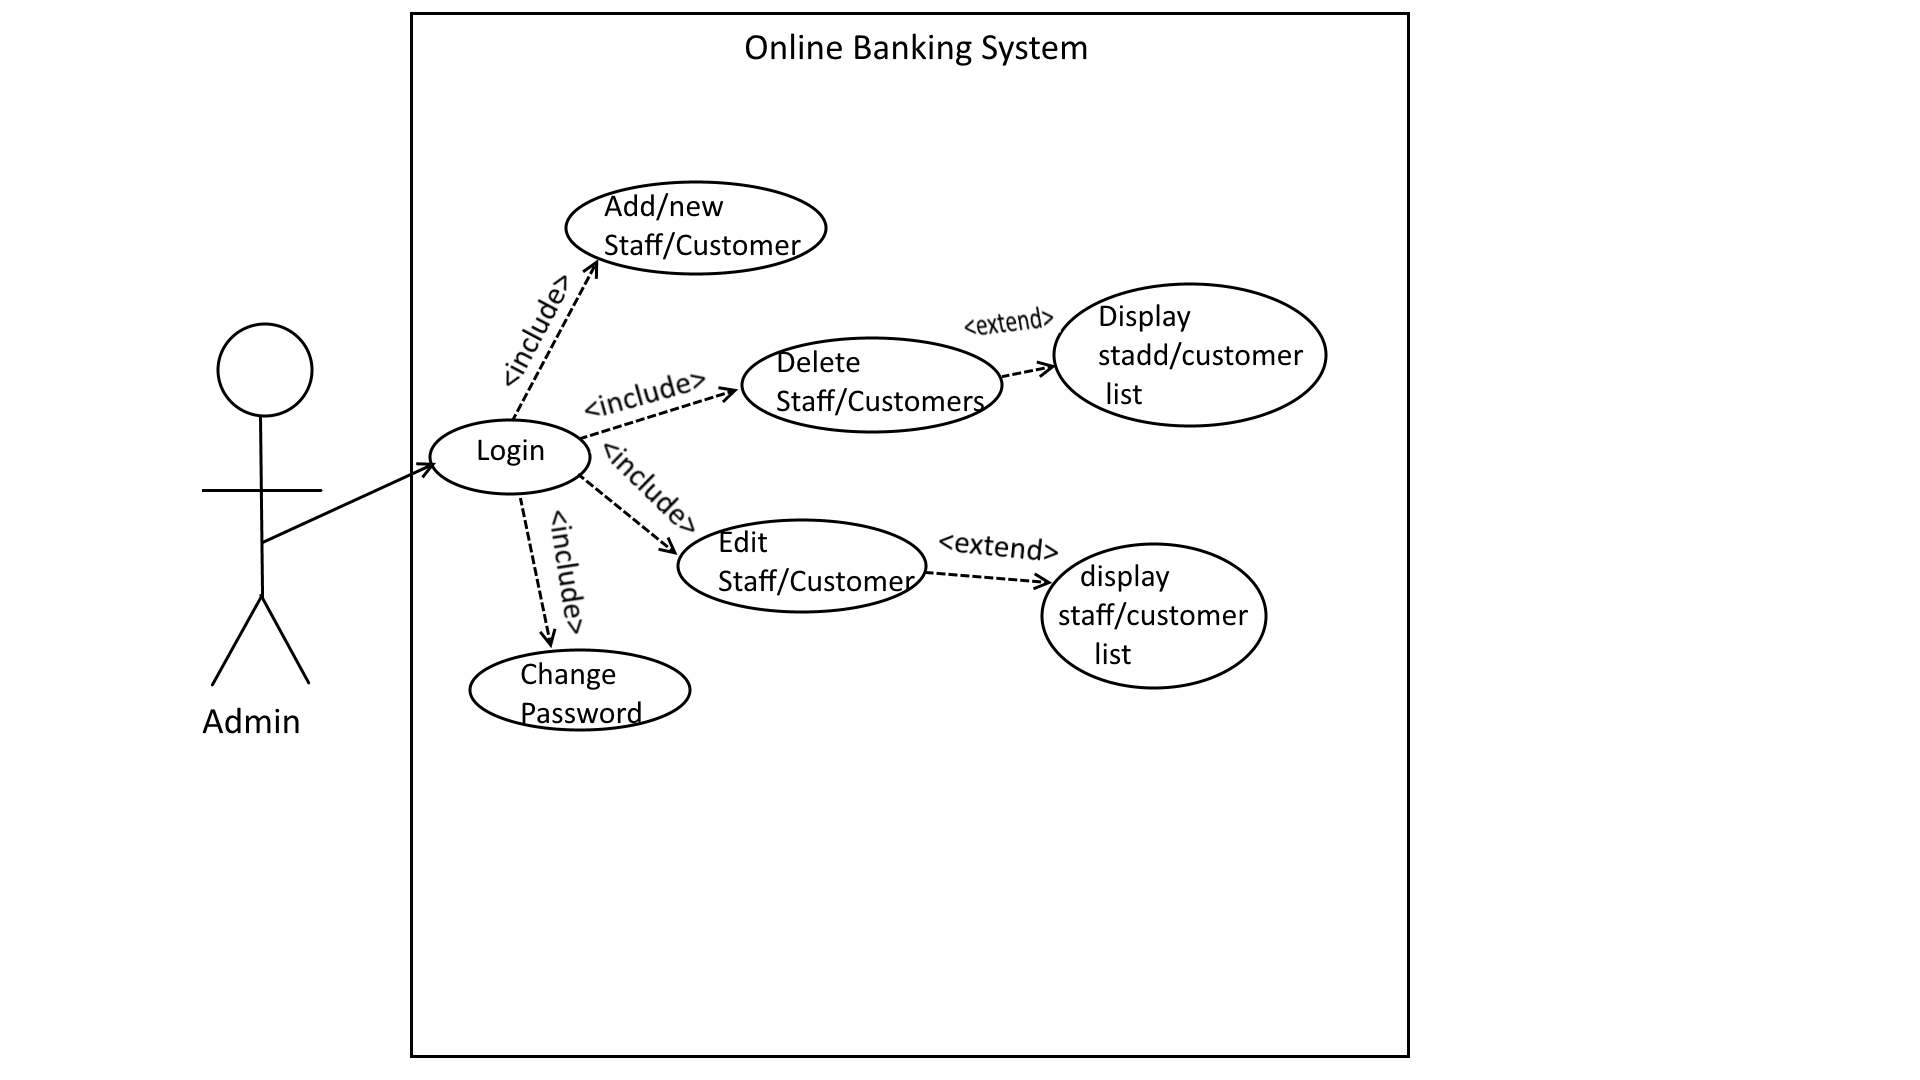 Online Banking System
Add/new
Staff/Customer
<include>
<extend>
Display
stadd/customer
list
Delete
Staff/Customers
<include>
Login
<include>
<include>
Edit
Staff/Customer
<extend>
display
staff/customer
list
Change
Password
Admin